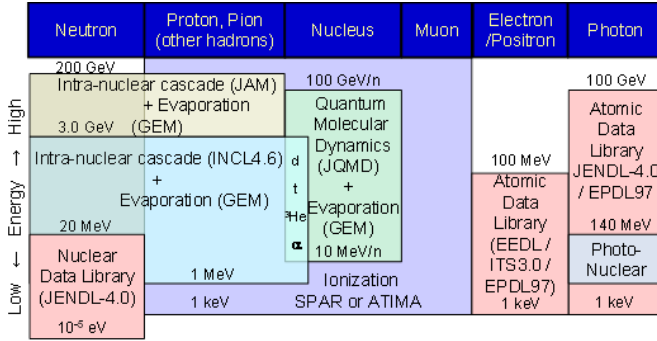 Neutron
Proton, Pion
(other hadrons)
Nucleus
Muon
Electron
/Positron
Photon
200 GeV
Intra-nuclear cascade (JAM)
+ Evaporation
(GEM)
3.0 GeV
Intra-nuclear cascade (INCL4.6)
+
Evaporation (GEM)
d
t
³He
α
20 MeV
Nuclear
Data Library
(JENDL-4.0)
10⁻⁵ eV
1 MeV
1 keV
100 GeV/n
Quantum
Molecular
Dynamics
(JQMD)
+
Evaporation
(GEM)
10 MeV/n
Ionization
SPAR or ATIMA
100 MeV
Atomic
Data
Library
(EEDL /
ITS3.0 /
EPDL97)
1 keV
100 GeV
Atomic
Data
Library
JENDL-4.0
/ EPDL97
140 MeV
Photo-
Nuclear
1 keV
Low ← Energy → High